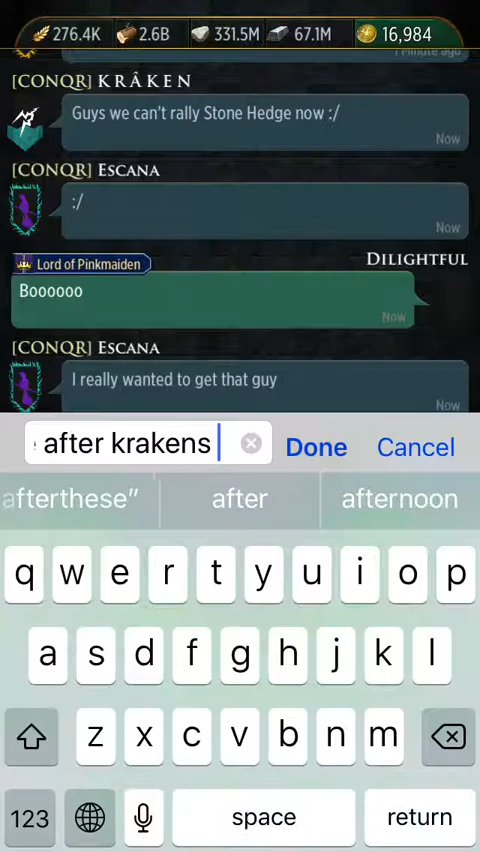 276.4K 2.6B 331.5M 67.1M 16,984
1 Minute ago
[CONQR] KRÂKEN
Guys we can't rally Stone Hedge now :/
Now
[CONQR] ESCANA
:/
Now
Lord of Pinkmaiden DILIGHTFUL
Boooooo
Now
[CONQR] ESCANA
I really wanted to get that guy
Now
after krakens Done Cancel
afterthese” after afternoon
q w e r t y u i o p
a s d f g h j k l
z x c v b n m
123 space return